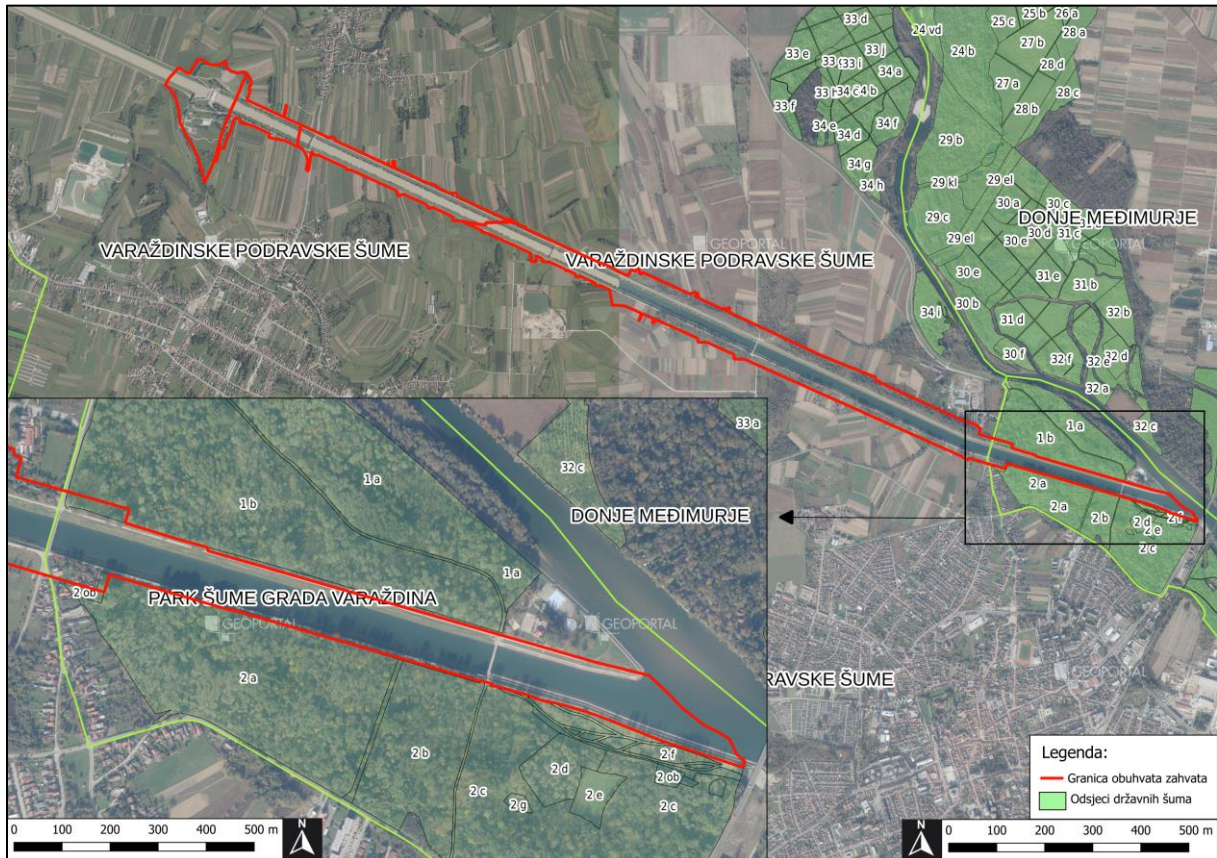 33 d
25 c
25 b
26 a
24 vd
28 a
33 e
33 j
24 b
27 b
33 i
34 a
28 d
27 a
28 c
33 f
28 b
34 e
34 d
34 f
29 b
34 g
34 h
29 kl
29 el
30 a
30 c
29 c
DONJE MEĐIMURJE
30 d
31 c
29 el
30 e
GEOPORTAL
GEOPORTAL
VARAŽDINSKE PODRAVSKE ŠUME
VARAŽDINSKE PODRAVSKE ŠUME
30 e
31 e
31 b
34 i
30 b
31 d
32 b
30 f
32 f
32 e
32 d
32 a
1 a
32 c
1 b
2 a
2 a
2 b
2 d
2 e
2 f
2 c
33 a
32 c
1 a
1 b
DONJE MEĐIMURJE
1 a
2 ob
PARK ŠUME GRADA VARAŽDINA
GEOPORTAL
GEOPORTAL
GEOPORTAL
2 a
RAVSKE ŠUME
2 b
2 f
2 d
2 ob
2 c
2 e
2 g
2 c
Legenda:
Granica obuhvata zahvata
Odsjeci državnih šuma
0 100 200 300 400 500 m
N
N
0 100 200 300 400 500 m